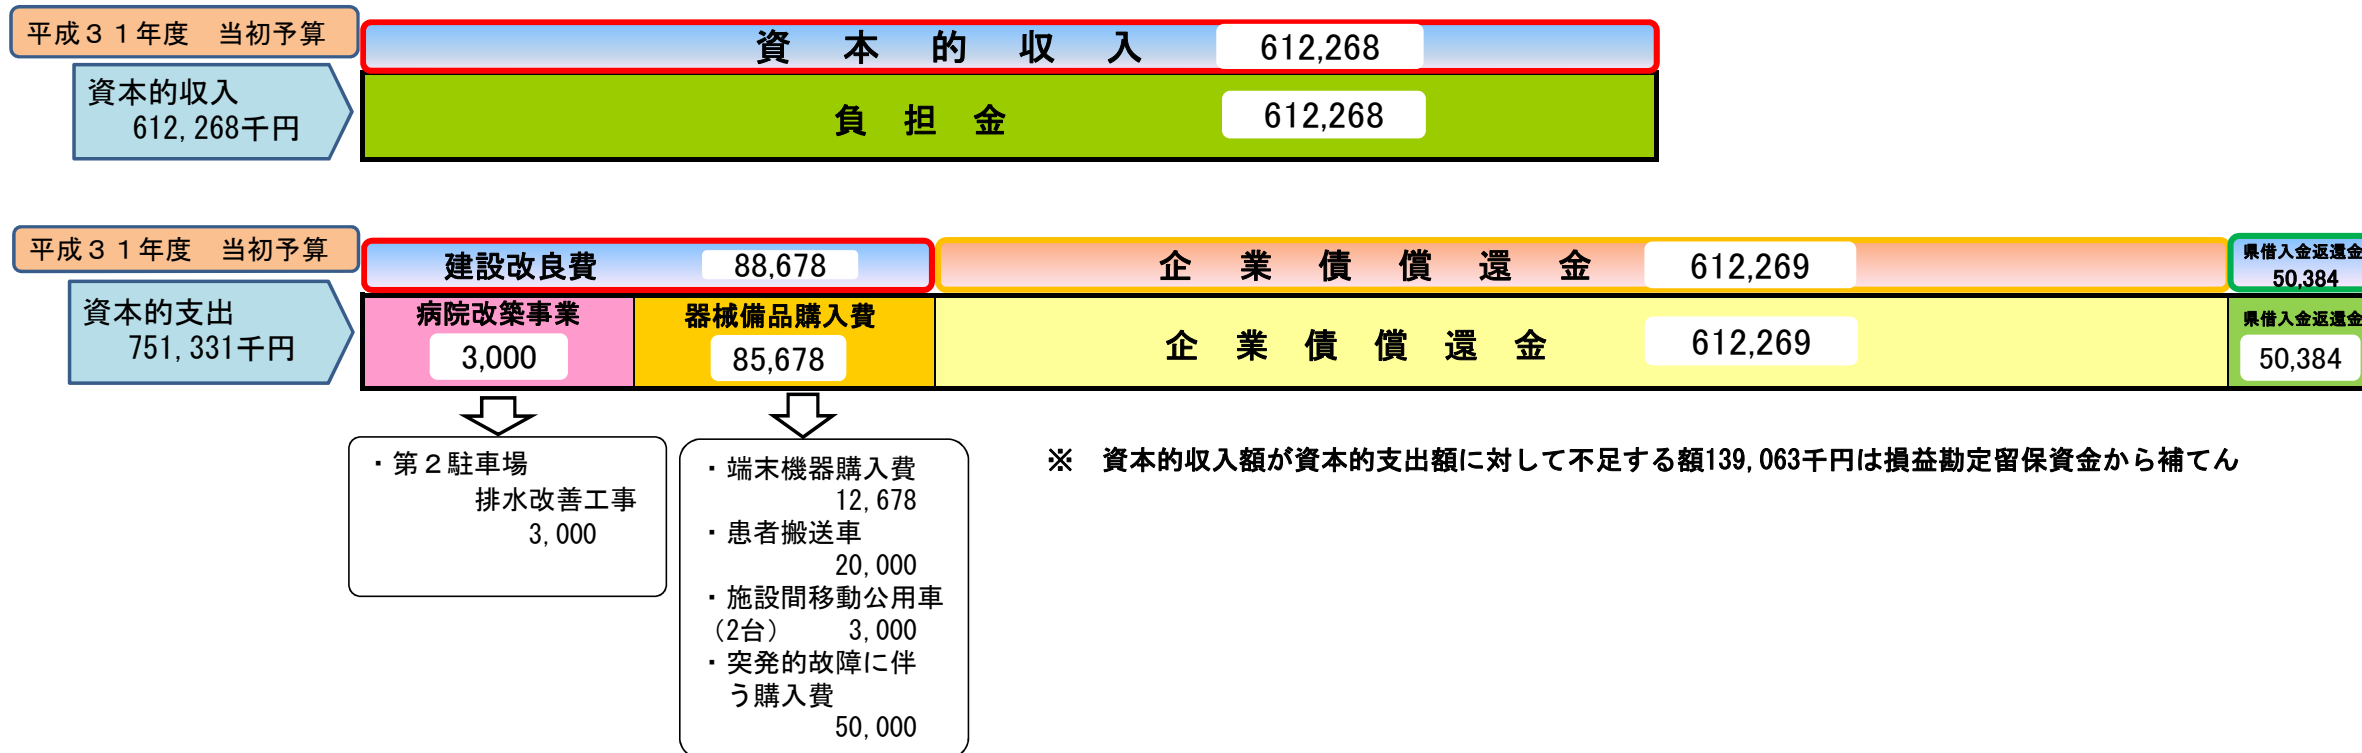 平成３１年度　当初予算
資本的収入　612,268
資本的収入
612,268千円
負担金　612,268
平成３１年度　当初予算
建設改良費　88,678
企業債償還金　612,269
県借入金返還金
50,384
資本的支出
751,331千円
病院改築事業
3,000
器械備品購入費
85,678
企業債償還金　612,269
県借入金返還金
50,384
・第２駐車場
排水改善工事
3,000
・端末機器購入費
12,678
・患者搬送車
20,000
・施設間移動公用車
（2台）　3,000
・突発的故障に伴
う購入費
50,000
※　資本的収入額が資本的支出額に対して不足する額139,063千円は損益勘定留保資金から補てん